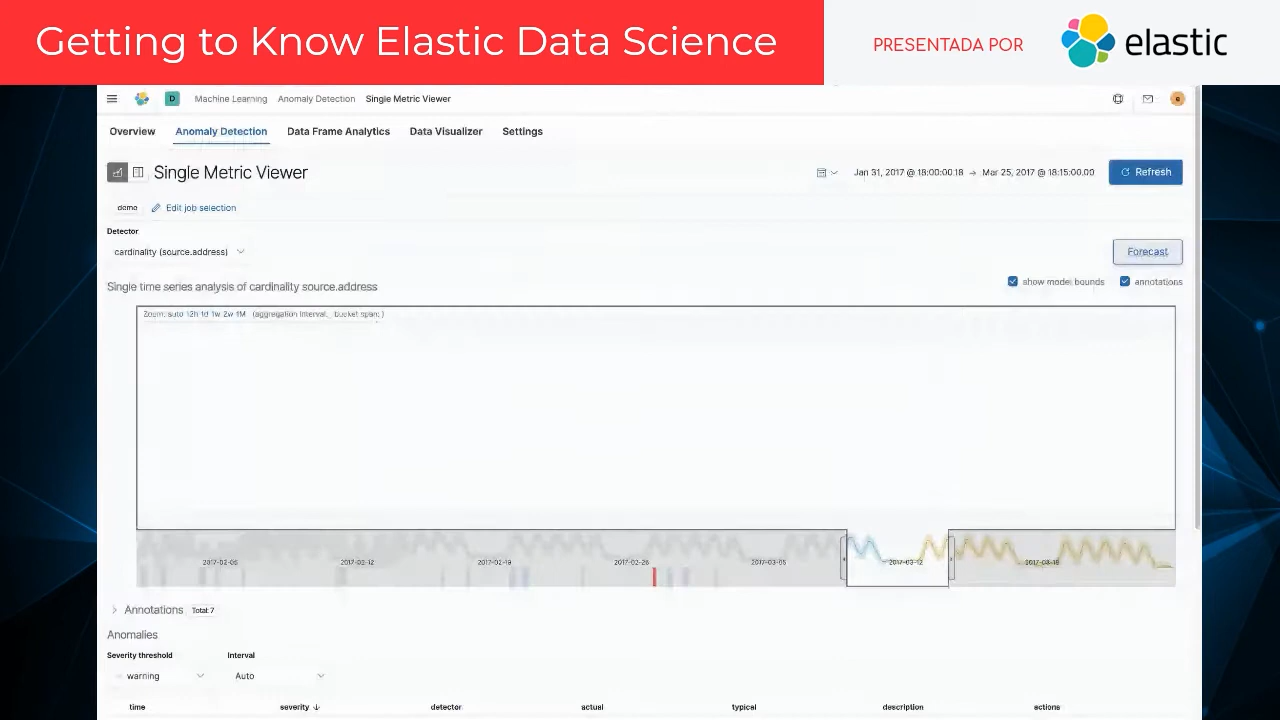 Getting to Know Elastic Data Science
PRESENTADA POR
elastic
D
Machine Learning Anomaly Detection Single Metric Viewer
e
Overview Anomaly Detection Data Frame Analytics Data Visualizer Settings
Single Metric Viewer
Jan 31, 2017 @ 18:00:00.18 → Mar 25, 2017 @ 18:15:00.00
Refresh
demo Edit job selection
Detector
cardinality (source.address)
Forecast
Single time series analysis of cardinality source.address
show model bounds annotations
Zoom: auto 12h 1d 1w 2w 1M (aggregation interval: , bucket span: )
2017-02-05 2017-02-12 2017-02-19 2017-02-26 2017-03-05 2017-03-12 2017-03-19
Annotations Total: 7
Anomalies
Severity threshold Interval
warning Auto
time severity ↓ detector actual typical description actions